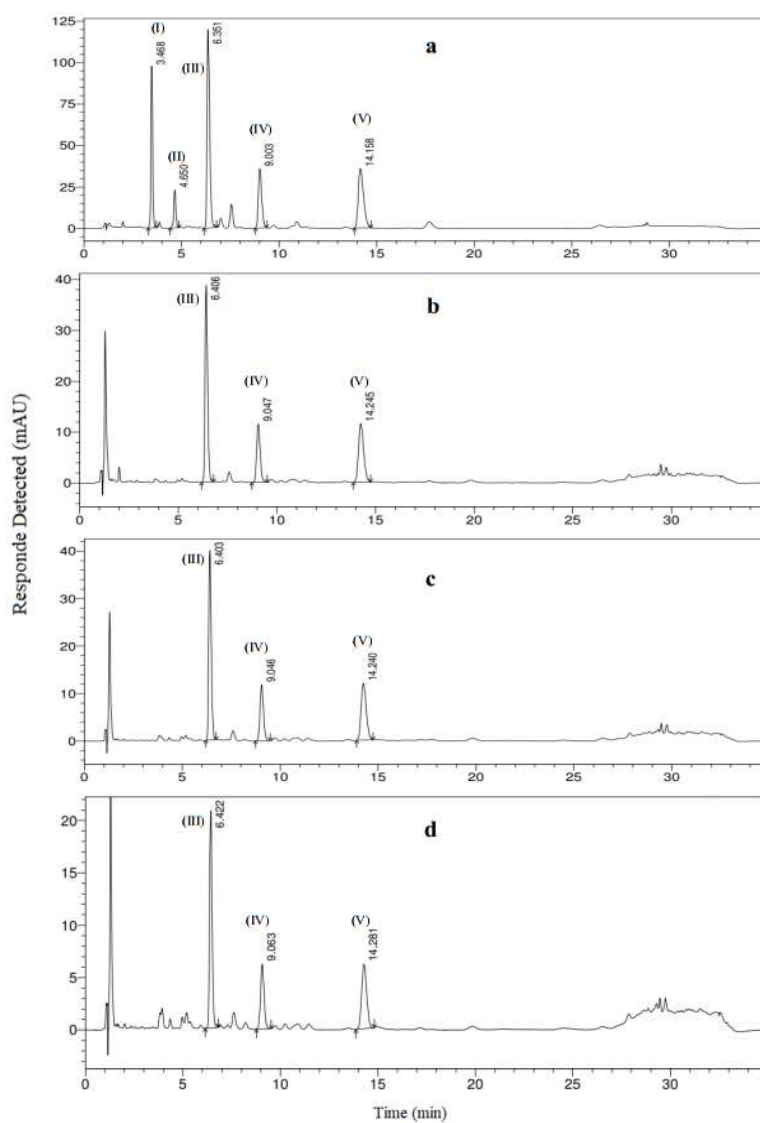 Responde Detected (mAU)
a
(I) 3.468
(II) 4.650
(III) 6.351
(IV) 9.003
(V) 14.158
125
100
75
50
25
0
0 5 10 15 20 25 30
b
(III) 6.406
(IV) 9.047
(V) 14.245
40
30
20
10
0
0 5 10 15 20 25 30
c
(III) 6.403
(IV) 9.046
(V) 14.240
40
30
20
10
0
0 5 10 15 20 25 30
d
(III) 6.422
(IV) 9.063
(V) 14.281
20
15
10
5
0
0 5 10 15 20 25 30
Time (min)